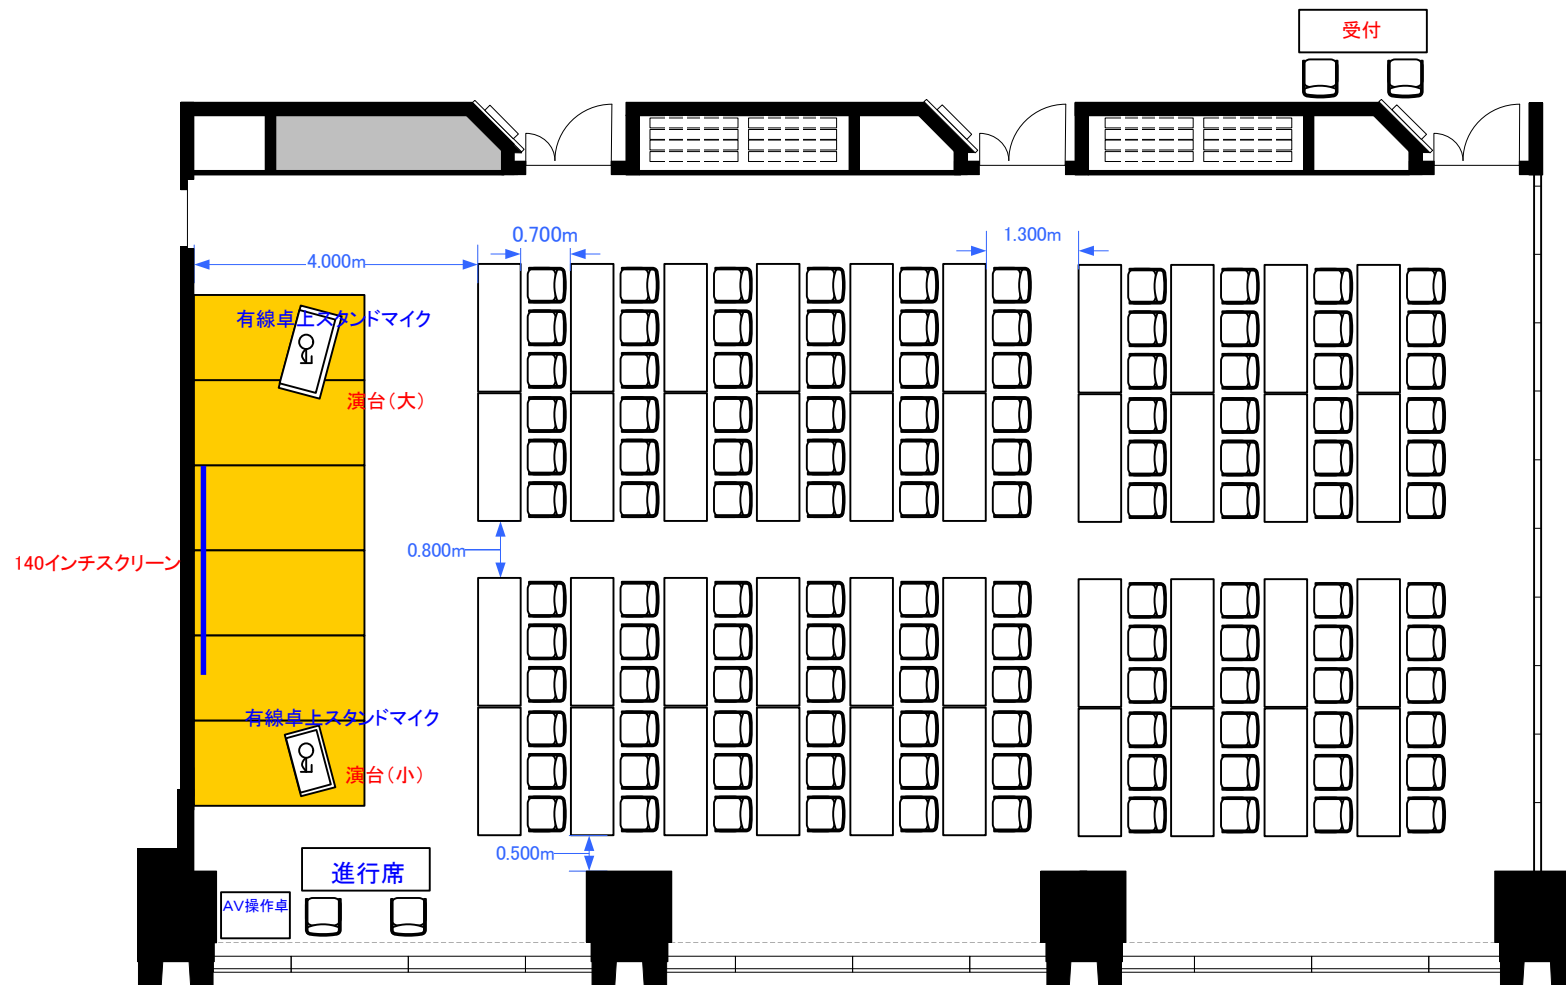 受付
0.700m
1.300m
4.000m
有線卓上スタンドマイク
演台(大)
0.800m
140インチスクリーン
有線卓上スタンドマイク
演台(小)
0.500m
進行席
AV操作卓